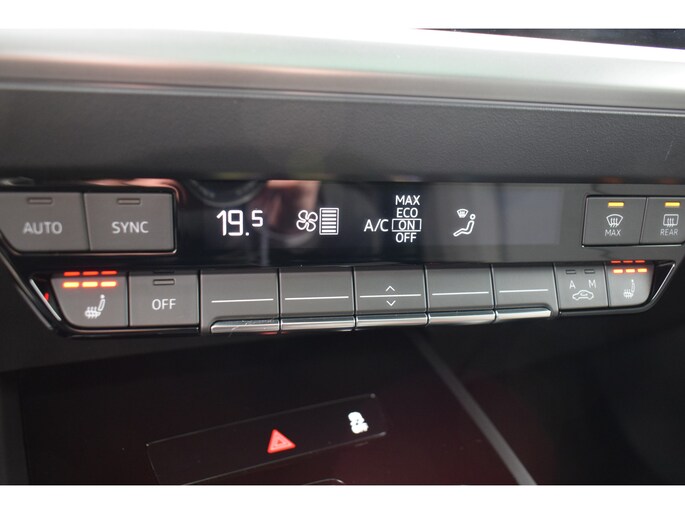 AUTO
SYNC
19.5
A/C
MAX
ECO
ON
OFF
MAX
REAR
OFF
A M